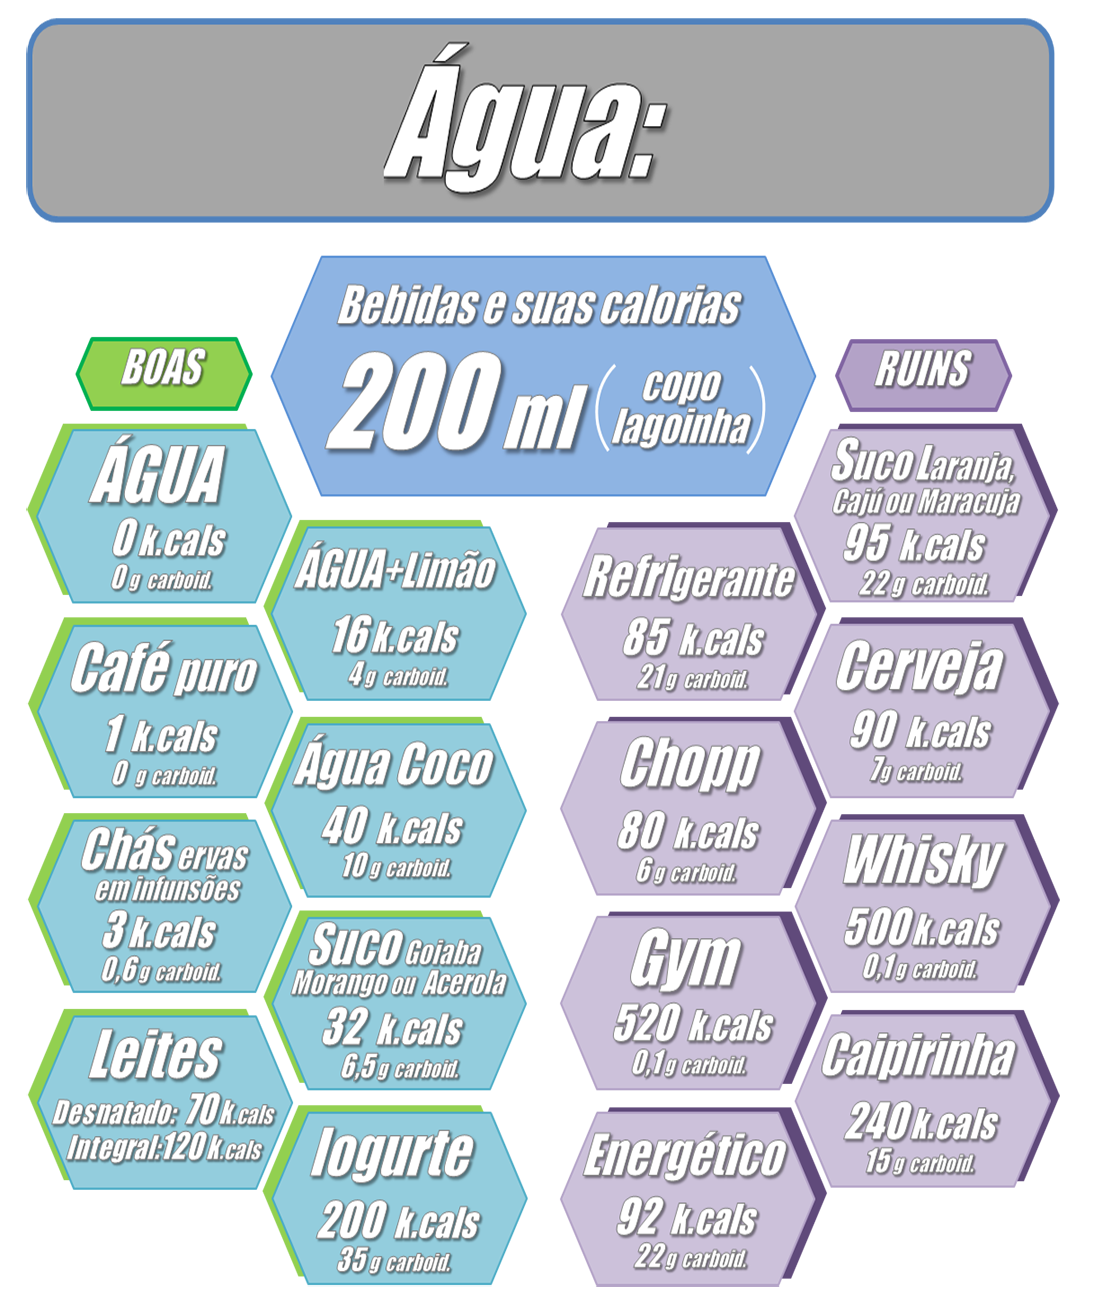 Água:
Bebidas e suas calorias
200 ml (copo lagoinha)
BOAS
ÁGUA
0 k.cals
0 g carboid.
Café puro
1 k.cals
0 g carboid.
Chás ervas
em infunsões
3 k.cals
0,6 g carboid.
Leites
Desnatado: 70 k.cals
Integral:120 k.cals
ÁGUA+Limão
16 k.cals
4 g carboid.
Água Coco
40 k.cals
10 g carboid.
Suco Goiaba
Morango ou Acerola
32 k.cals
6,5 g carboid.
Iogurte
200 k.cals
35 g carboid.
RUINS
Refrigerante
85 k.cals
21 g carboid.
Chopp
80 k.cals
6 g carboid.
Gym
520 k.cals
0,1 g carboid.
Energético
92 k.cals
22 g carboid.
Suco Laranja,
Cajú ou Maracuja
95 k.cals
22 g carboid.
Cerveja
90 k.cals
7g carboid.
Whisky
500 k.cals
0,1 g carboid.
Caipirinha
240 k.cals
15 g carboid.